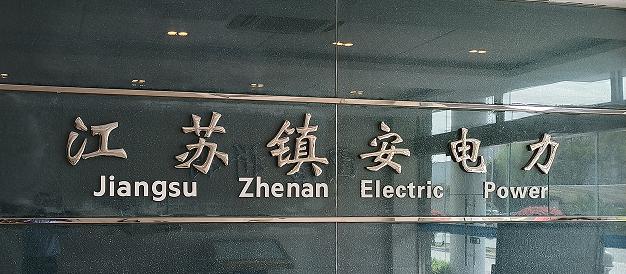 江苏镇安电力
Jiangsu Zhenan Electric Power